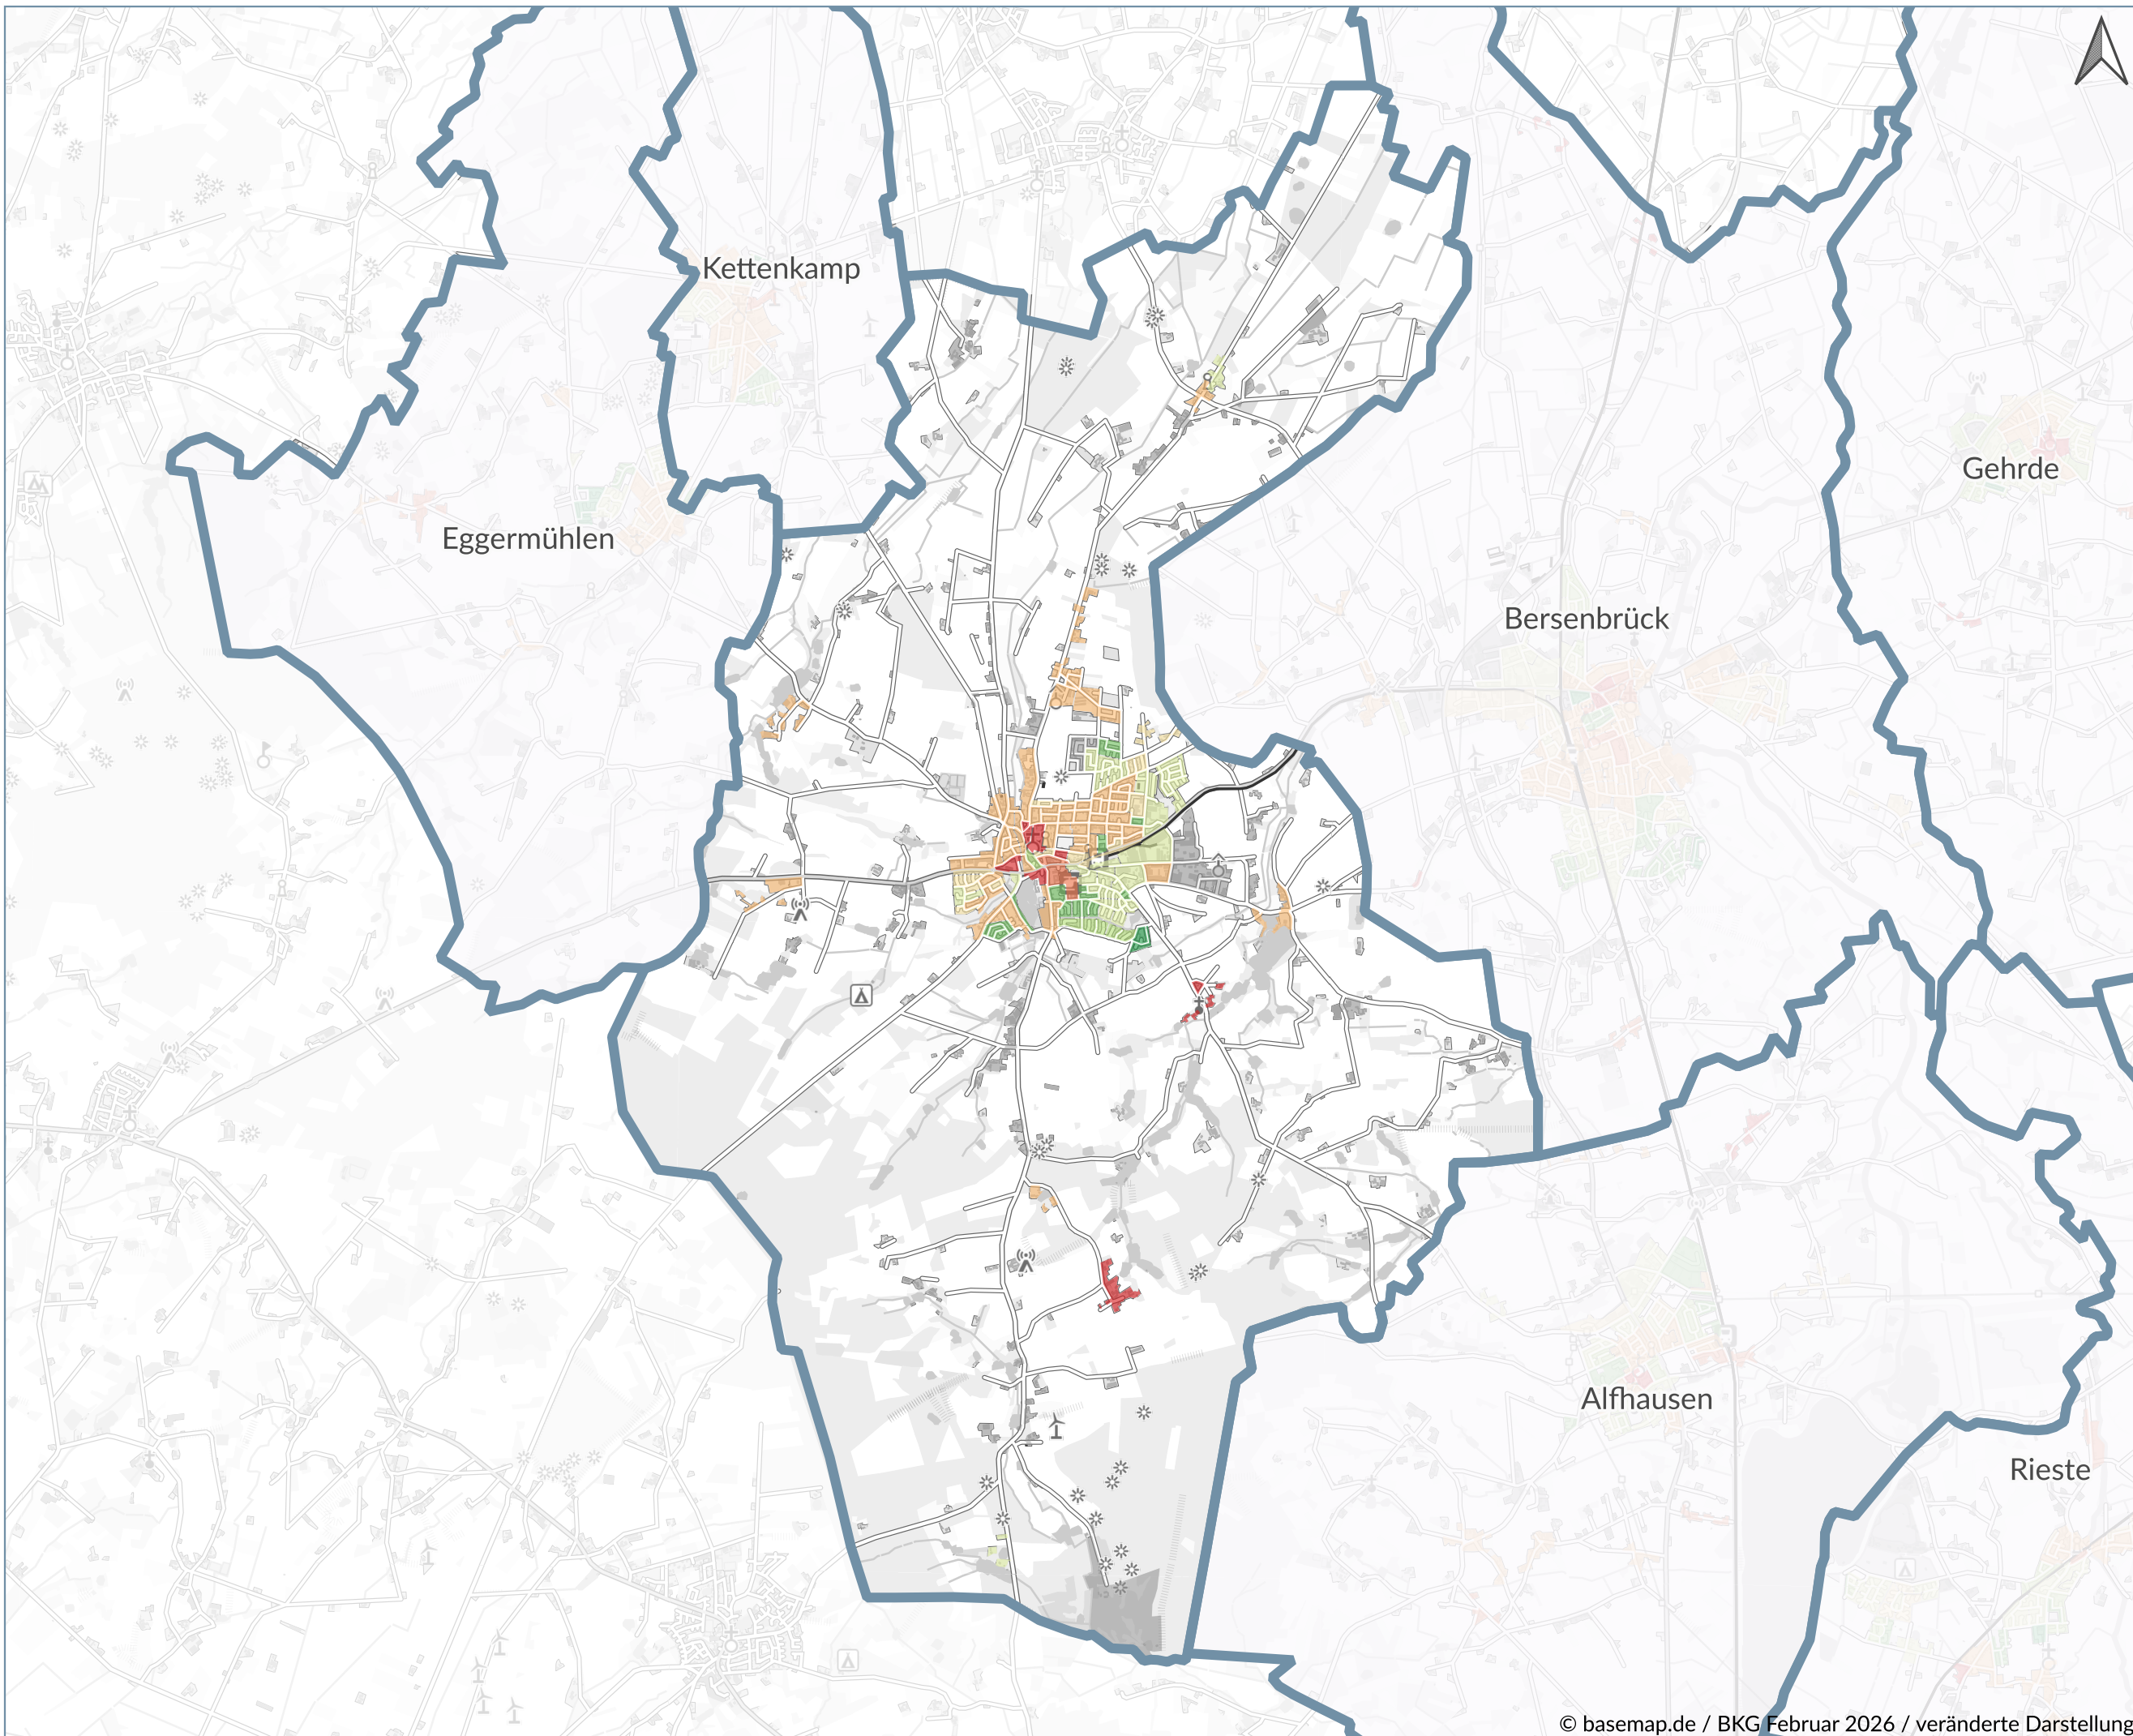 Kettenkamp
Gehrde
Eggermühlen
Bersenbrück
Alfhausen
Rieste
© basemap.de / BKG Februar 2026 / veränderte Darstellung